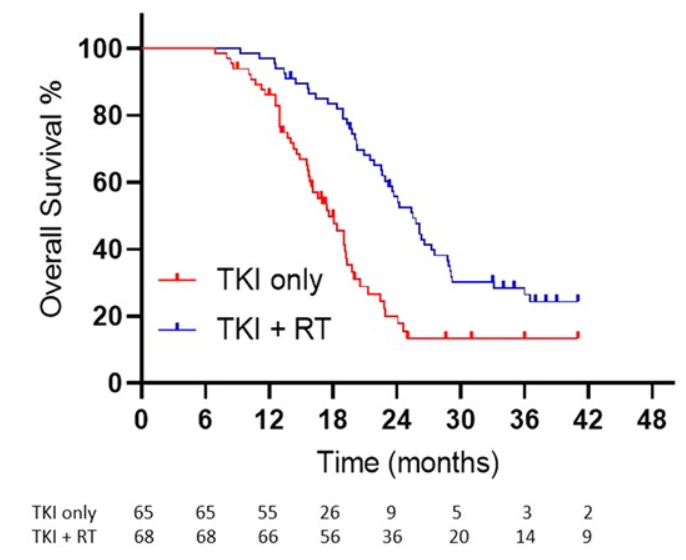 Overall Survival %
100
80
60
40
20
0
TKI only
TKI + RT
0 6 12 18 24 30 36 42 48
Time (months)
TKI only 65 65 55 26 9 5 3 2
TKI + RT 68 68 66 56 36 20 14 9